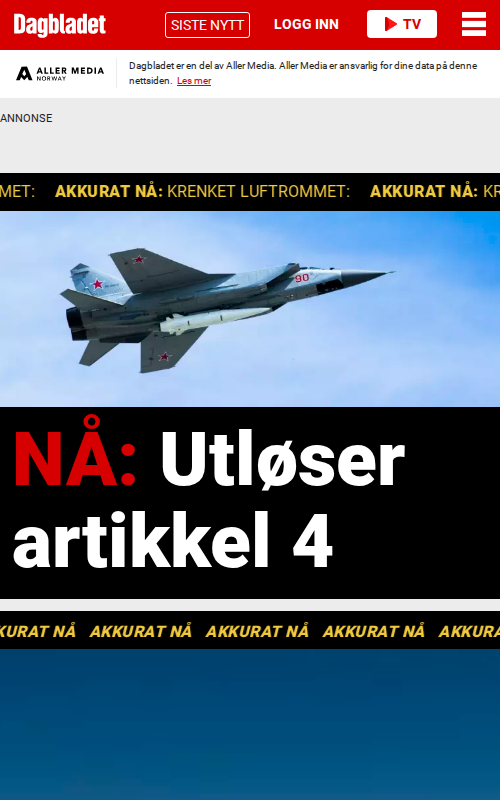 Dagbladet
SISTE NYTT
LOGG INN
TV
ALLER MEDIA
NORWAY
Dagbladet er en del av Aller Media. Aller Media er ansvarlig for dine data på denne
nettsiden. Les mer
ANNONSE
MET: AKKURAT NÅ: KRENKET LUFTROMMET: AKKURAT NÅ: KR
90
NÅ: Utløser
artikkel 4
KURAT NÅ AKKURAT NÅ AKKURAT NÅ AKKURAT NÅ AKKURA